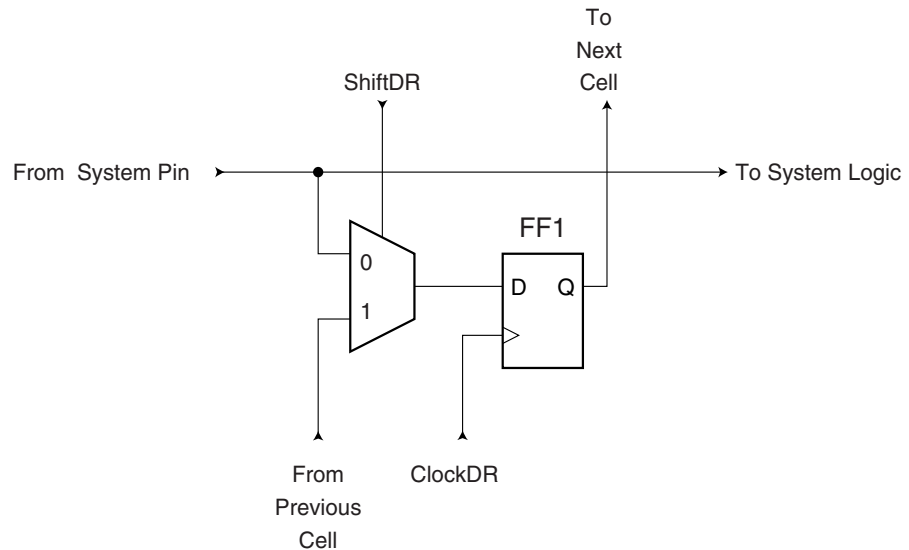 To
Next
Cell
ShiftDR
From System Pin
To System Logic
FF1
0
D Q
1
From
Previous
Cell
ClockDR